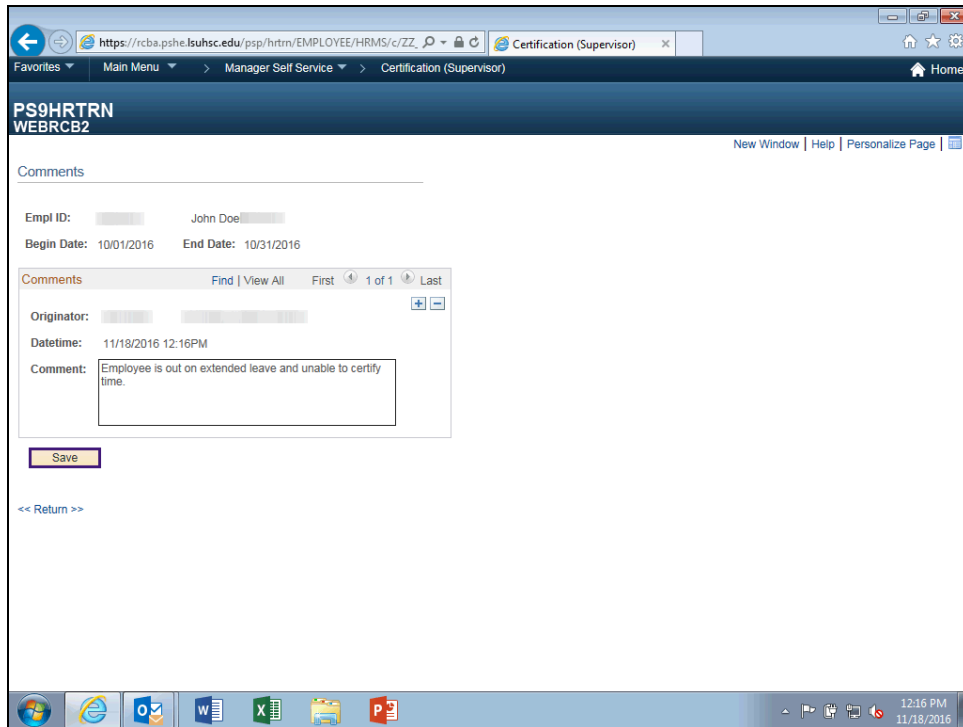 https://rcba.pshe.lsuhsc.edu/psp/hrtrn/EMPLOYEE/HRMS/c/ZZ_ Certification (Supervisor)
Favorites Main Menu > Manager Self Service > Certification (Supervisor) Home
PS9HRTRN
WEBRCB2
New Window | Help | Personalize Page |
Comments
Empl ID: John Doe
Begin Date: 10/01/2016 End Date: 10/31/2016
Comments Find | View All First 1 of 1 Last
Originator:
Datetime: 11/18/2016 12:16PM
Comment: Employee is out on extended leave and unable to certify
time.
Save
<< Return >>
12:16 PM
11/18/2016